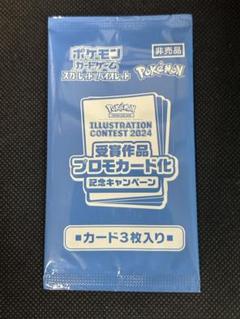 ポケモン
カードゲーム
スカーレット&バイオレット
非売品
Pokémon
Pokémon
ILLUSTRATION
CONTEST 2024
受賞作品
プロモカード化
記念キャンペーン
■カード3枚入り■